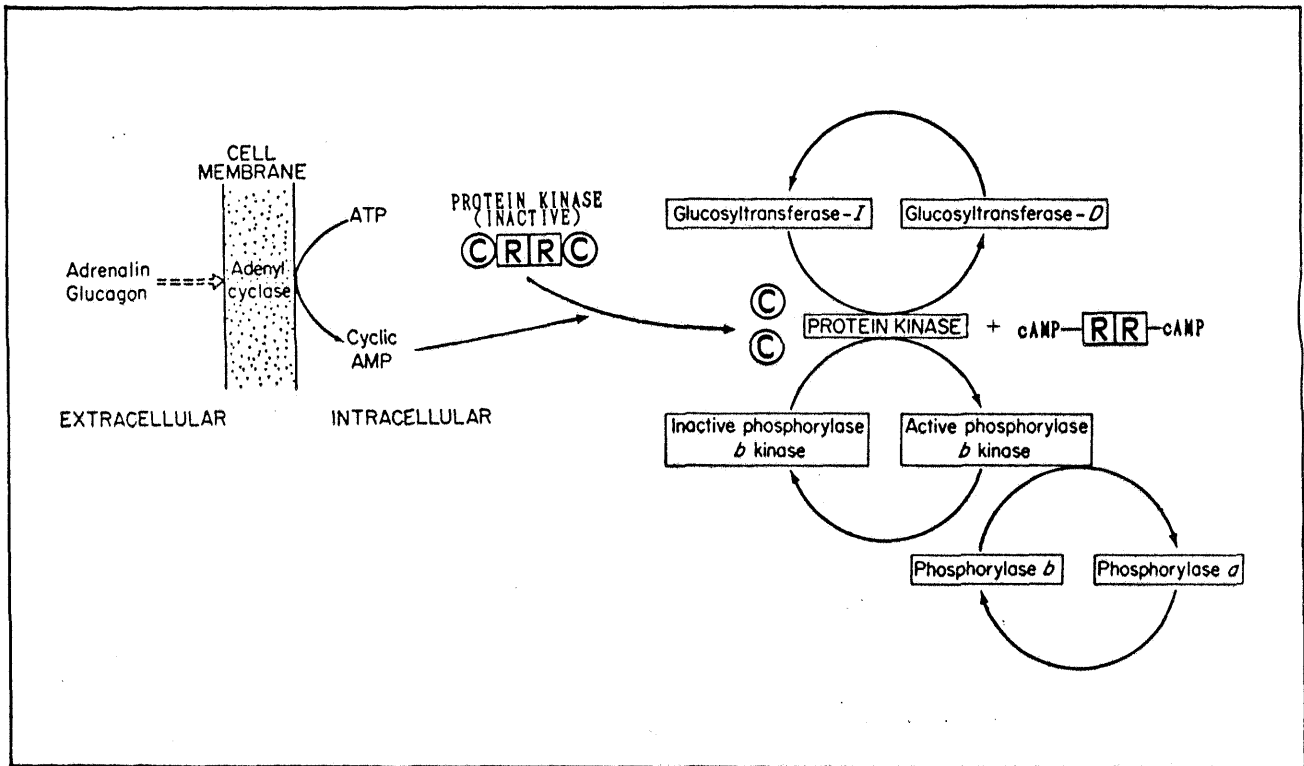 CELL
MEMBRANE
ATP
Adrenalin
Glucagon
Adenyl
cyclase
Cyclic
AMP
EXTRACELLULAR
INTRACELLULAR
PROTEIN KINASE
(INACTIVE)
C R R C
C
C
Glucosyltransferase-I
Glucosyltransferase-D
PROTEIN KINASE + cAMP—R R—cAMP
Inactive phosphorylase
b kinase
Active phosphorylase
b kinase
Phosphorylase b
Phosphorylase a